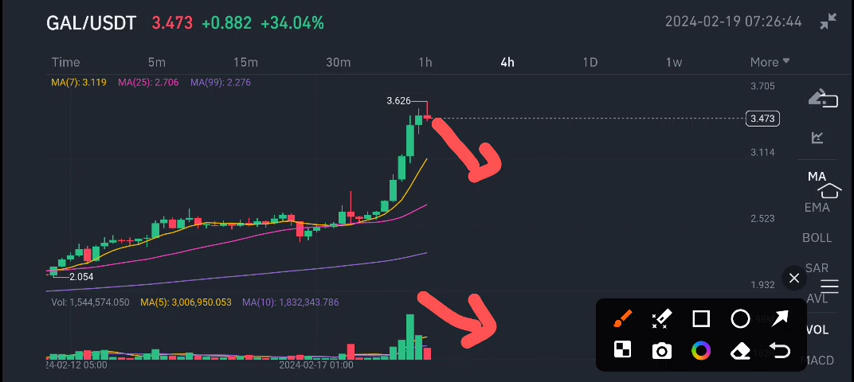 GAL/USDT 3.473 +0.882 +34.04% 2024-02-19 07:26:44
Time 5m 15m 30m 1h 4h 1D 1w More
MA(7): 3.119 MA(25): 2.706 MA(99): 2.276
3.705
3.626
3.473
3.114
2.523
1.932
2.054
MA
EMA
BOLL
SAR
AVL
VOL
MACD
Vol: 1,544,574.050 MA(5): 3,006,950.053 MA(10): 1,832,343.786
24-02-12 05:00 2024-02-17 01:00